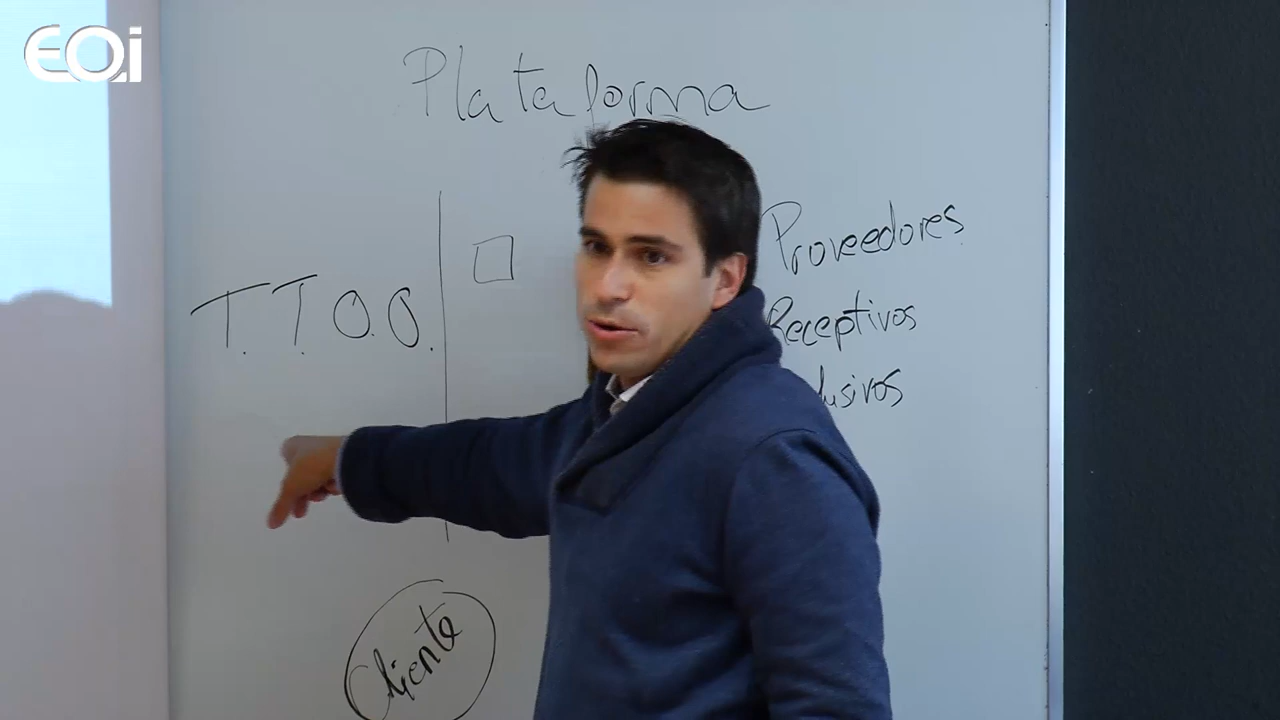 EOi
Plataforma
T.T.O.O.
Proveedores
Receptivos
Cliente